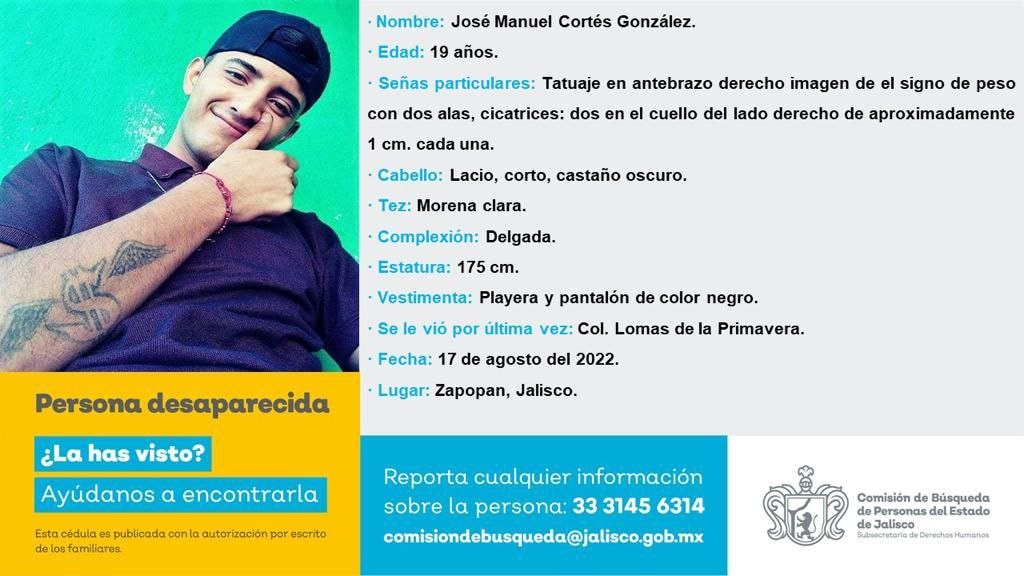 · Nombre: José Manuel Cortés González.
· Edad: 19 años.
· Señas particulares: Tatuaje en antebrazo derecho imagen de el signo de peso
con dos alas, cicatrices: dos en el cuello del lado derecho de aproximadamente
1 cm. cada una.
· Cabello: Lacio, corto, castaño oscuro.
· Tez: Morena clara.
· Complexión: Delgada.
· Estatura: 175 cm.
· Vestimenta: Playera y pantalón de color negro.
· Se le vió por última vez: Col. Lomas de la Primavera.
· Fecha: 17 de agosto del 2022.
· Lugar: Zapopan, Jalisco.
Persona desaparecida
¿La has visto?
Ayúdanos a encontrarla
Esta cédula es publicada con la autorización por escrito
de los familiares.
Reporta cualquier información
sobre la persona: 33 3145 6314
comisiondebusqueda@jalisco.gob.mx
Comisión de Búsqueda
de Personas del Estado
de Jalisco
Subsecretaría de Derechos Humanos